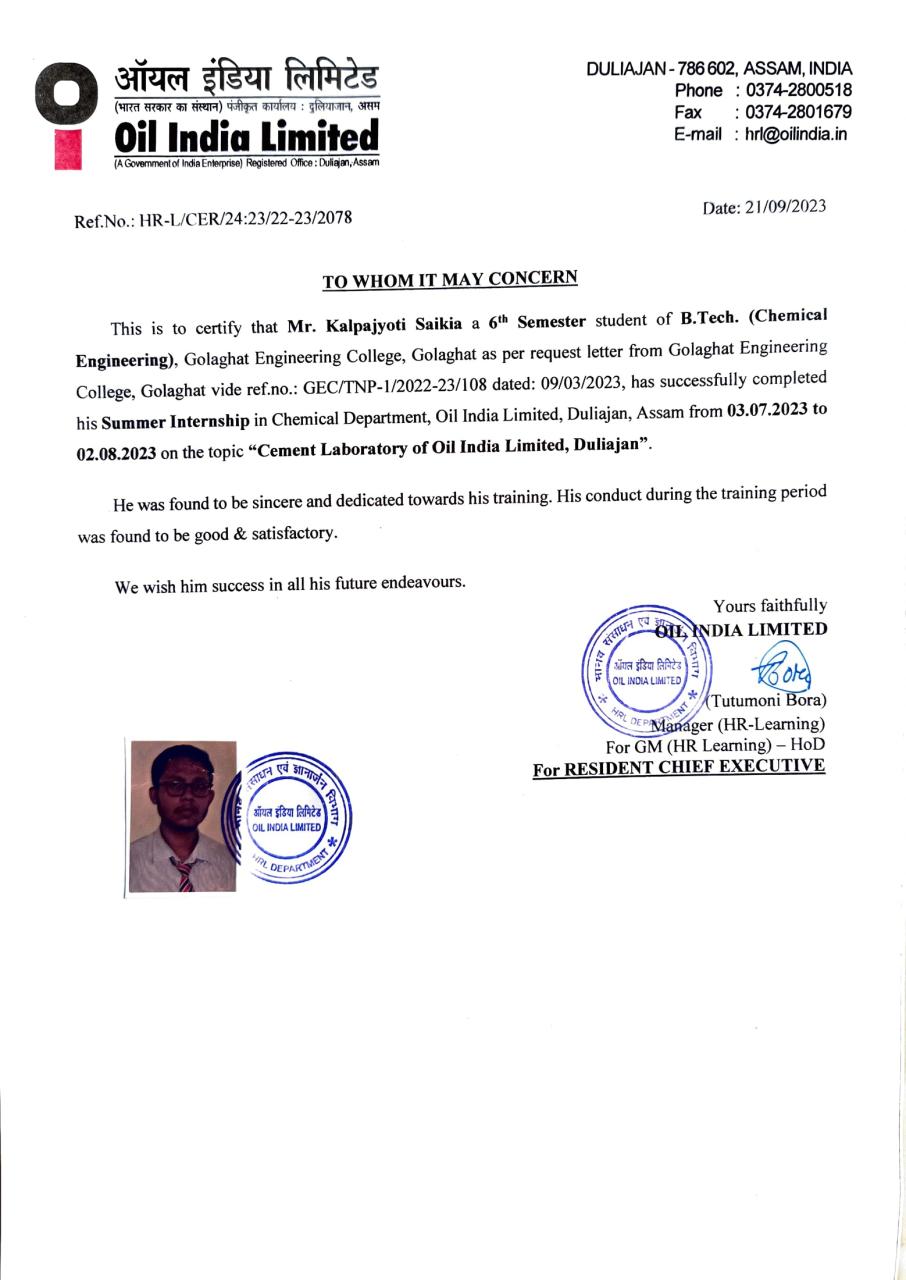 ऑयल इंडिया लिमिटेड
(भारत सरकार का संस्थान) पंजीकृत कार्यालय : दुलियाजान, असम
Oil India Limited
(A Government of India Enterprise) Registered Office : Duliajan, Assam
DULIAJAN - 786 602, ASSAM, INDIA
Phone : 0374-2800518
Fax : 0374-2801679
E-mail : hrl@oilindia.in
Ref.No.: HR-L/CER/24:23/22-23/2078
Date: 21/09/2023
TO WHOM IT MAY CONCERN
This is to certify that Mr. Kalpajyoti Saikia a 6th Semester student of B.Tech. (Chemical
Engineering), Golaghat Engineering College, Golaghat as per request letter from Golaghat Engineering
College, Golaghat vide ref.no.: GEC/TNP-1/2022-23/108 dated: 09/03/2023, has successfully completed
his Summer Internship in Chemical Department, Oil India Limited, Duliajan, Assam from 03.07.2023 to
02.08.2023 on the topic “Cement Laboratory of Oil India Limited, Duliajan”.
He was found to be sincere and dedicated towards his training. His conduct during the training period
was found to be good & satisfactory.
We wish him success in all his future endeavours.
Yours faithfully
OIL INDIA LIMITED
मानव संसाधन एवं ज्ञानार्जन विभाग
ऑयल इंडिया लिमिटेड
OIL INDIA LIMITED
HRL DEPARTMENT
Bora
(Tutumoni Bora)
Manager (HR-Learning)
For GM (HR Learning) – HoD
For RESIDENT CHIEF EXECUTIVE
मानव संसाधन एवं ज्ञानार्जन विभाग
ऑयल इंडिया लिमिटेड
OIL INDIA LIMITED
HRL DEPARTMENT